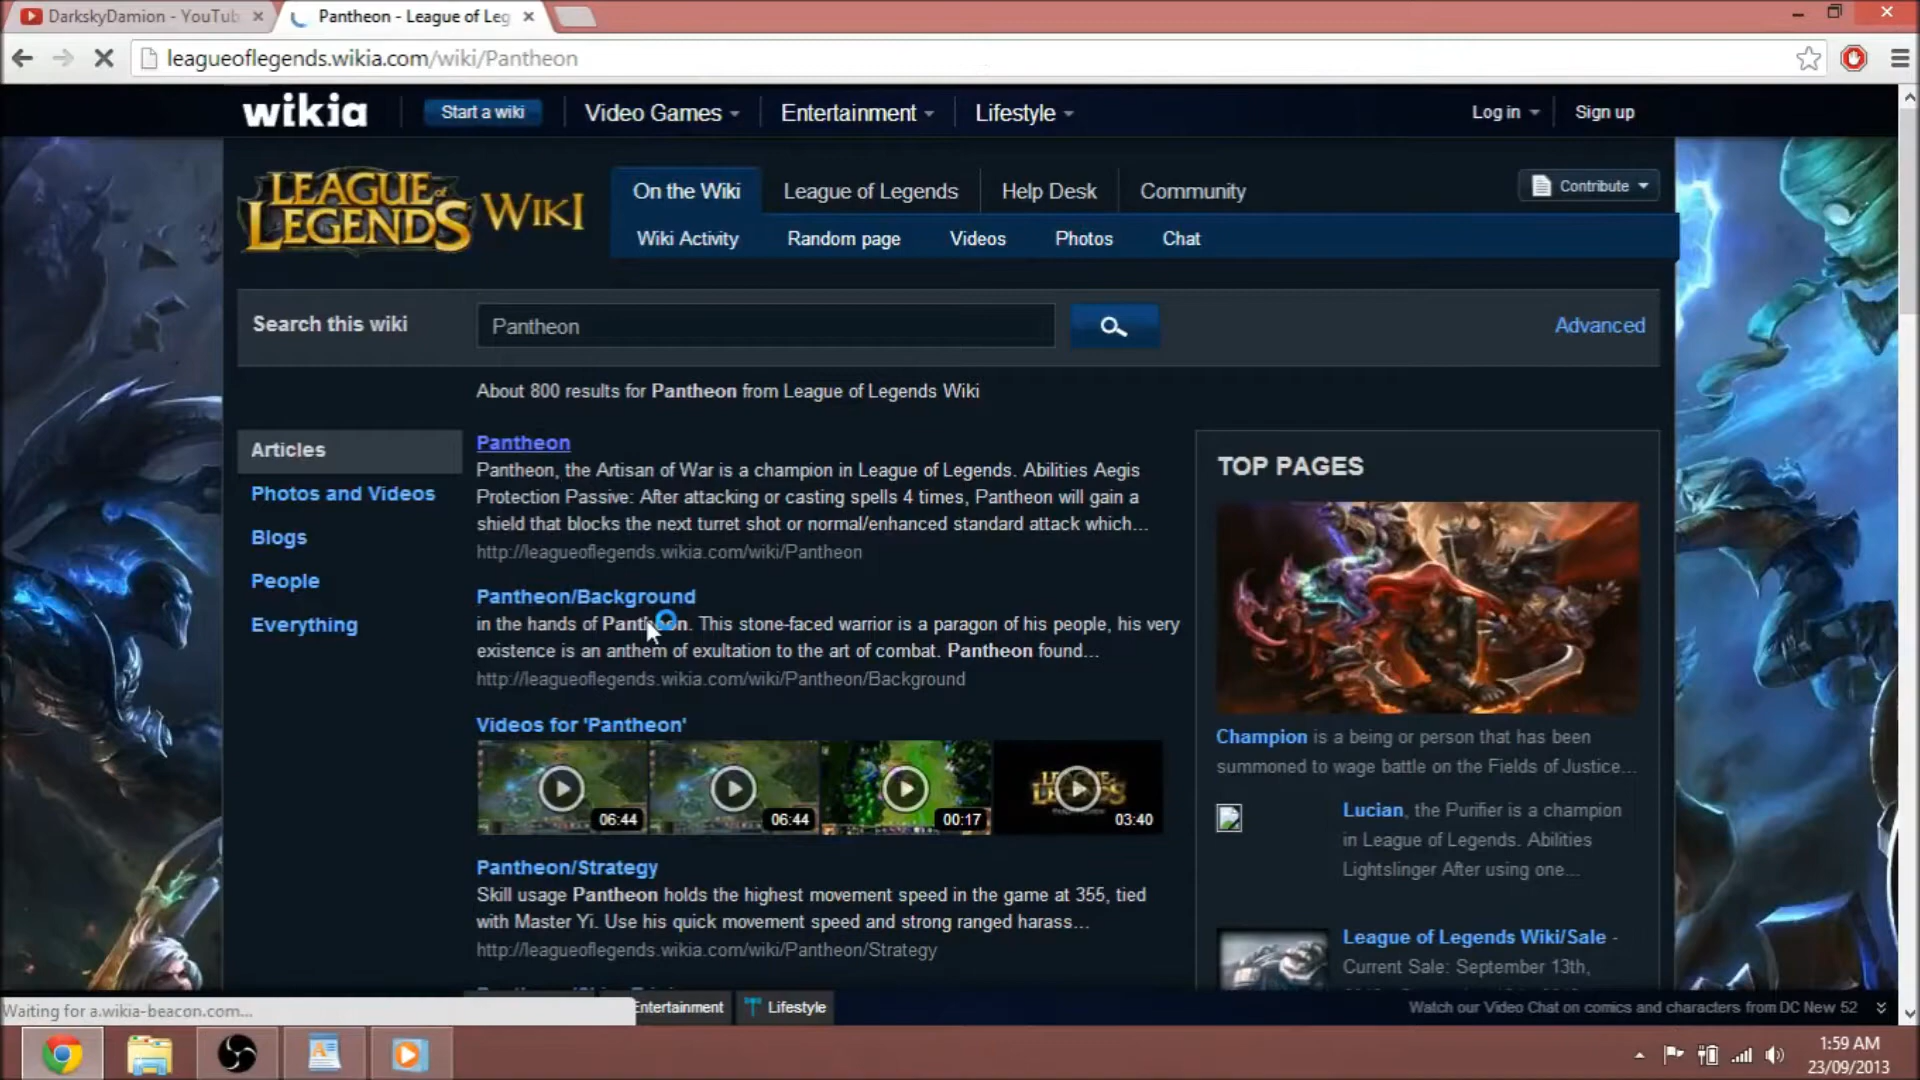 DarkskyDamion - YouTub
Pantheon - League of Leg
leagueoflegends.wikia.com/wiki/Pantheon
wikia
Start a wiki
Video Games
Entertainment
Lifestyle
Log in
Sign up
LEAGUE of LEGENDS WIKI
On the Wiki
League of Legends
Help Desk
Community
Contribute
Wiki Activity
Random page
Videos
Photos
Chat
Search this wiki
Pantheon
Advanced
About 800 results for Pantheon from League of Legends Wiki
Articles
Photos and Videos
Blogs
People
Everything
Pantheon
Pantheon, the Artisan of War is a champion in League of Legends. Abilities Aegis
Protection Passive: After attacking or casting spells 4 times, Pantheon will gain a
shield that blocks the next turret shot or normal/enhanced standard attack which...
http://leagueoflegends.wikia.com/wiki/Pantheon
Pantheon/Background
in the hands of Pantheon. This stone-faced warrior is a paragon of his people, his very
existence is an anthem of exultation to the art of combat. Pantheon found...
http://leagueoflegends.wikia.com/wiki/Pantheon/Background
Videos for 'Pantheon'
06:44
06:44
00:17
LEAGUE of LEGENDS
03:40
Pantheon/Strategy
Skill usage Pantheon holds the highest movement speed in the game at 355, tied
with Master Yi. Use his quick movement speed and strong ranged harass...
http://leagueoflegends.wikia.com/wiki/Pantheon/Strategy
TOP PAGES
Champion is a being or person that has been
summoned to wage battle on the Fields of Justice...
Lucian, the Purifier is a champion
in League of Legends. Abilities
Lightslinger After using one...
League of Legends Wiki/Sale -
Current Sale: September 13th,
Waiting for a.wikia-beacon.com...
Entertainment
Lifestyle
Watch our Video Chat on comics and characters from DC New 52
1:59 AM
23/09/2013